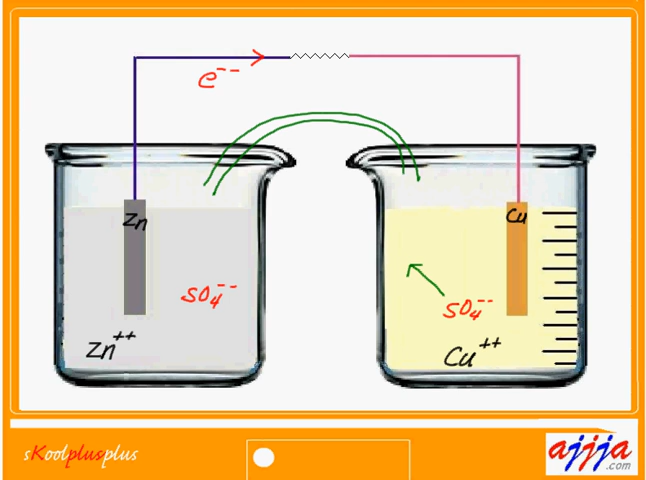 e--
Zn
Cu
SO4--
SO4--
Zn++
Cu++
sKoolplusplus
ajjja
.com